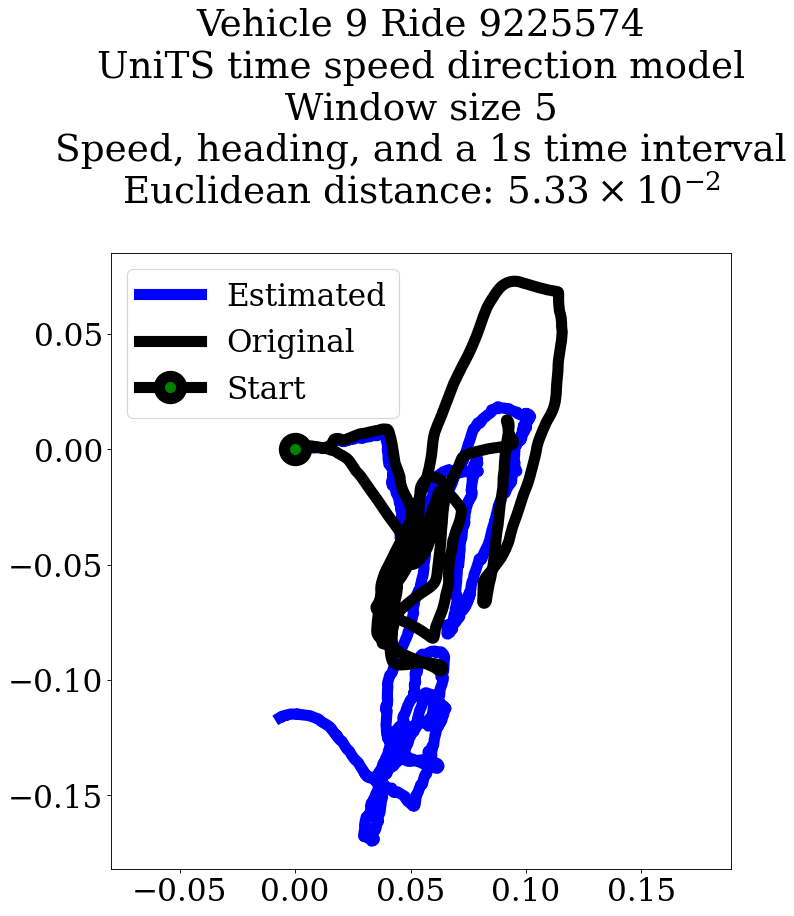 Vehicle 9 Ride 9225574
UniTS time speed direction model
Window size 5
Speed, heading, and a 1s time interval
Euclidean distance: 5.33 × 10⁻²
Estimated
Original
Start
0.05
0.00
−0.05
−0.10
−0.15
−0.05 0.00 0.05 0.10 0.15